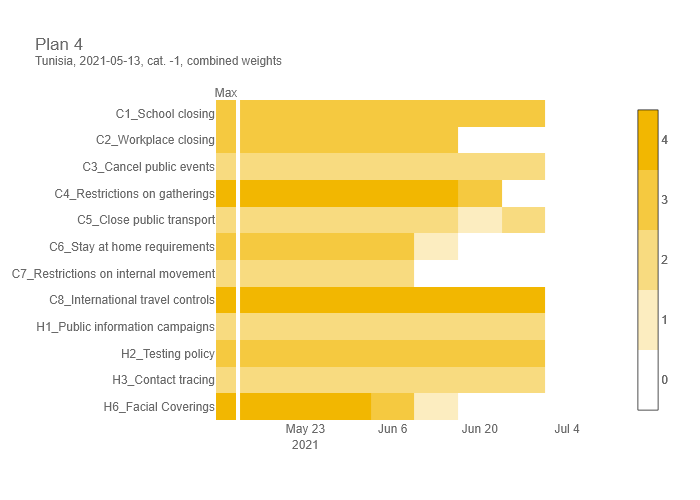 Plan 4
Tunisia, 2021-05-13, cat. -1, combined weights
Max
C1_School closing
C2_Workplace closing
C3_Cancel public events
C4_Restrictions on gatherings
C5_Close public transport
C6_Stay at home requirements
C7_Restrictions on internal movement
C8_International travel controls
H1_Public information campaigns
H2_Testing policy
H3_Contact tracing
H6_Facial Coverings
May 23 Jun 6 Jun 20 Jul 4
2021
4
3
2
1
0